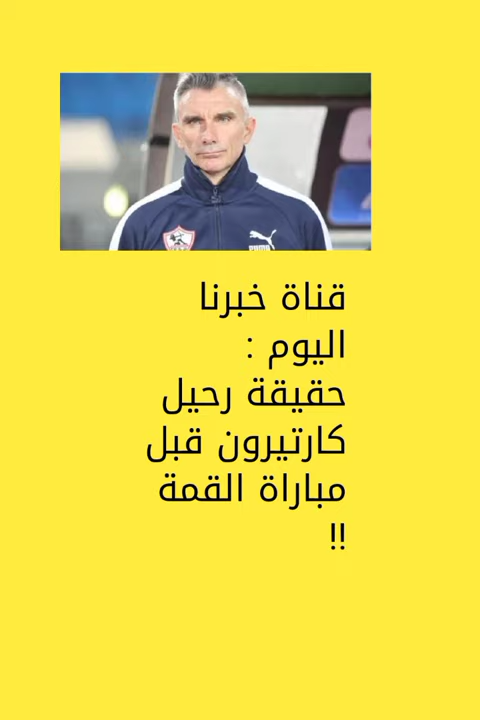 قناة خبرنا
اليوم :
حقيقة رحيل
كارتيرون قبل
مباراة القمة
!!